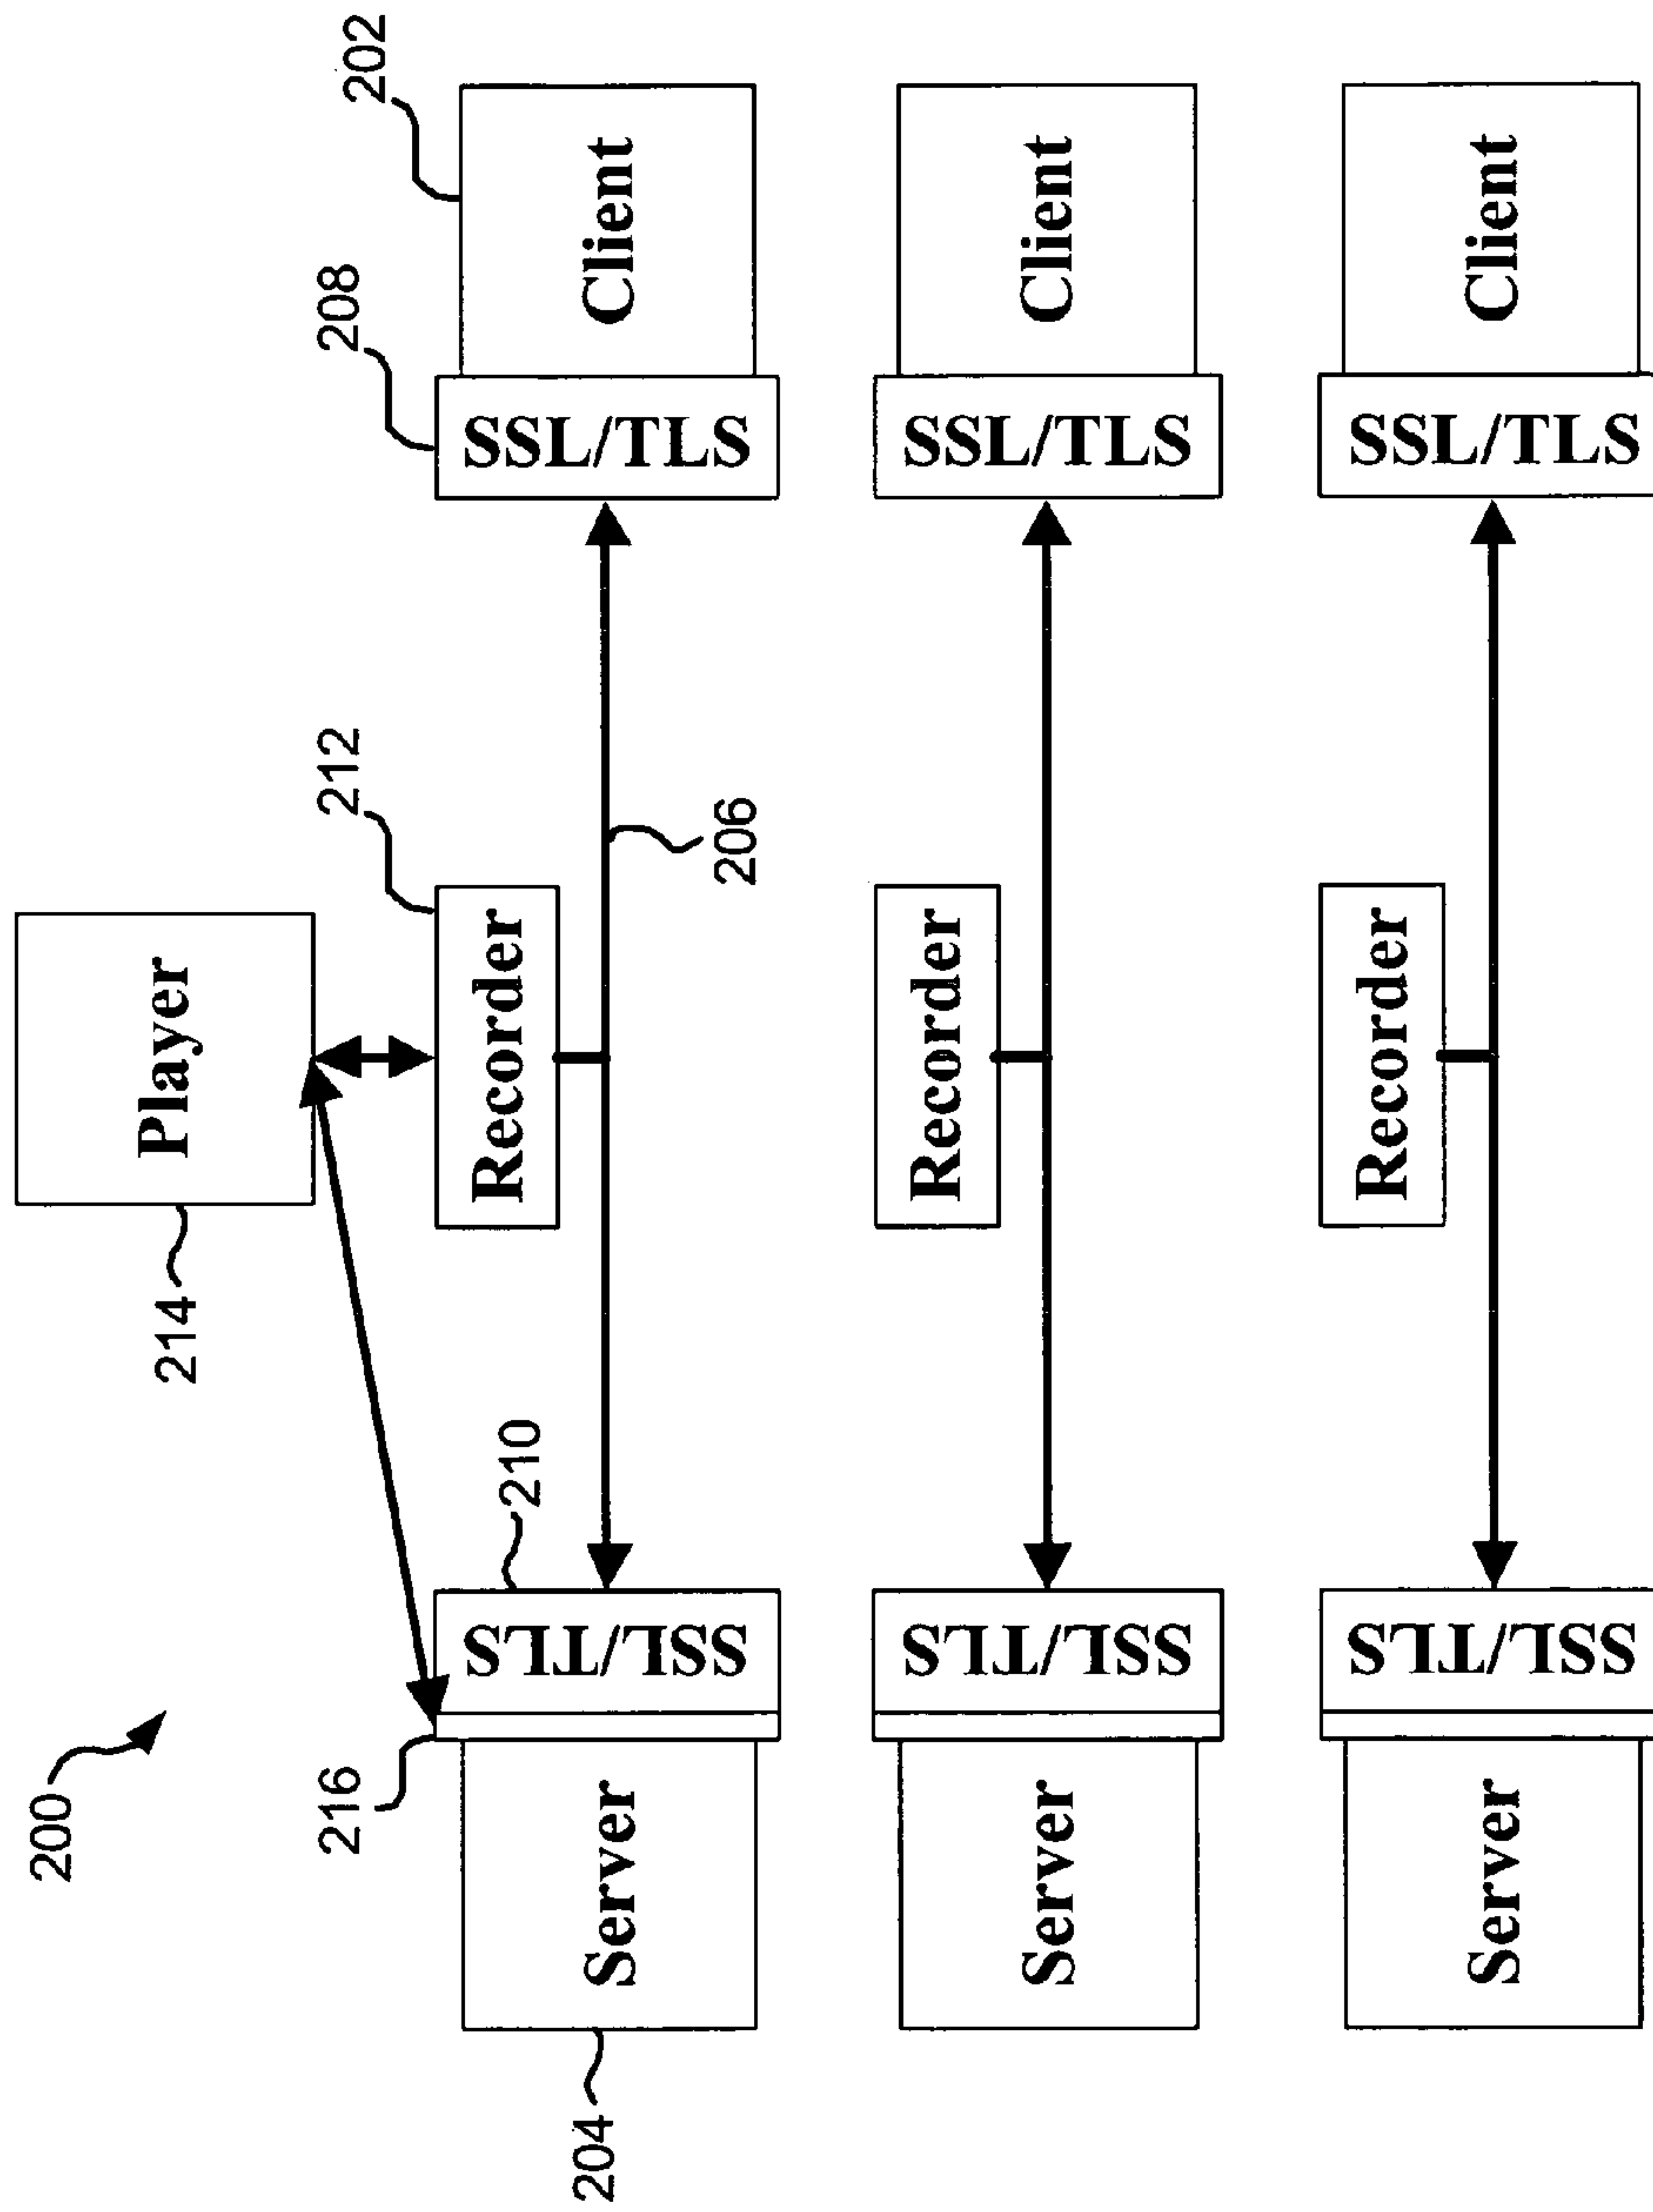 200
Player
214
212
208
202
216
210
Server
SSL/TLS
Recorder
SSL/TLS
Client
204
206
Server
SSL/TLS
Recorder
SSL/TLS
Client
Server
SSL/TLS
Recorder
SSL/TLS
Client